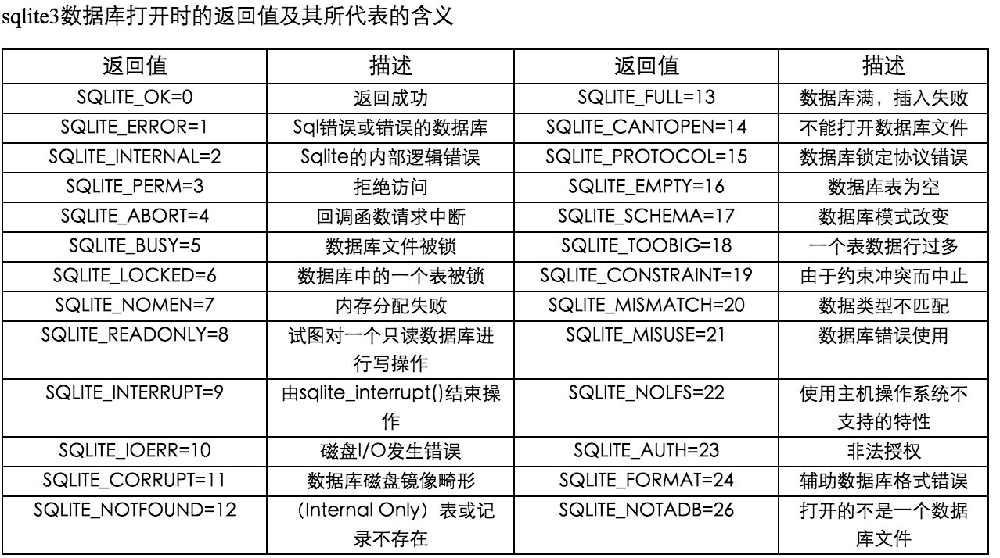 sqlite3数据库打开时的返回值及其所代表的含义
返回值 描述 返回值 描述
SQLITE_OK=0 返回成功 SQLITE_FULL=13 数据库满，插入失败
SQLITE_ERROR=1 Sql错误或错误的数据库 SQLITE_CANTOPEN=14 不能打开数据库文件
SQLITE_INTERNAL=2 Sqlite的内部逻辑错误 SQLITE_PROTOCOL=15 数据库锁定协议错误
SQLITE_PERM=3 拒绝访问 SQLITE_EMPTY=16 数据库表为空
SQLITE_ABORT=4 回调函数请求中断 SQLITE_SCHEMA=17 数据库模式改变
SQLITE_BUSY=5 数据库文件被锁 SQLITE_TOOBIG=18 一个表数据行过多
SQLITE_LOCKED=6 数据库中的一个表被锁 SQLITE_CONSTRAINT=19 由于约束冲突而中止
SQLITE_NOMEN=7 内存分配失败 SQLITE_MISMATCH=20 数据类型不匹配
SQLITE_READONLY=8 试图对一个只读数据库进 SQLITE_MISUSE=21 数据库错误使用
行写操作
SQLITE_INTERRUPT=9 由sqlite_interrupt()结束操 SQLITE_NOLFS=22 使用主机操作系统不
作 支持的特性
SQLITE_IOERR=10 磁盘I/O发生错误 SQLITE_AUTH=23 非法授权
SQLITE_CORRUPT=11 数据库磁盘镜像畸形 SQLITE_FORMAT=24 辅助数据库格式错误
SQLITE_NOTFOUND=12 （Internal Only）表或记 SQLITE_NOTADB=26 打开的不是一个数据
录不存在 库文件